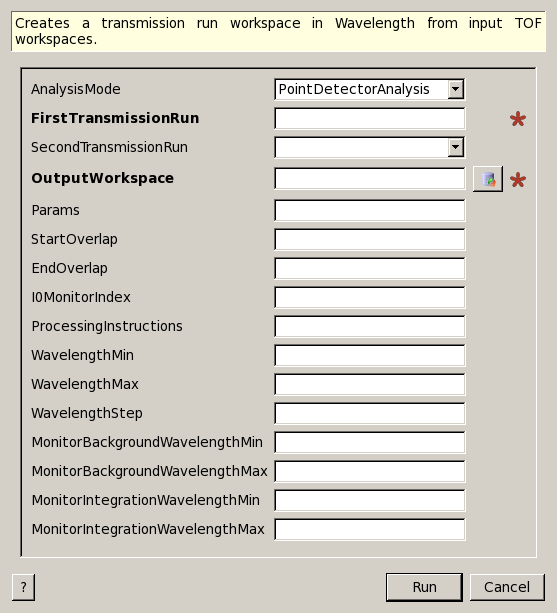 Creates a transmission run workspace in Wavelength from input TOF
workspaces.
AnalysisMode PointDetectorAnalysis
FirstTransmissionRun
SecondTransmissionRun
OutputWorkspace
Params
StartOverlap
EndOverlap
I0MonitorIndex
ProcessingInstructions
WavelengthMin
WavelengthMax
WavelengthStep
MonitorBackgroundWavelengthMin
MonitorBackgroundWavelengthMax
MonitorIntegrationWavelengthMin
MonitorIntegrationWavelengthMax
? Run Cancel